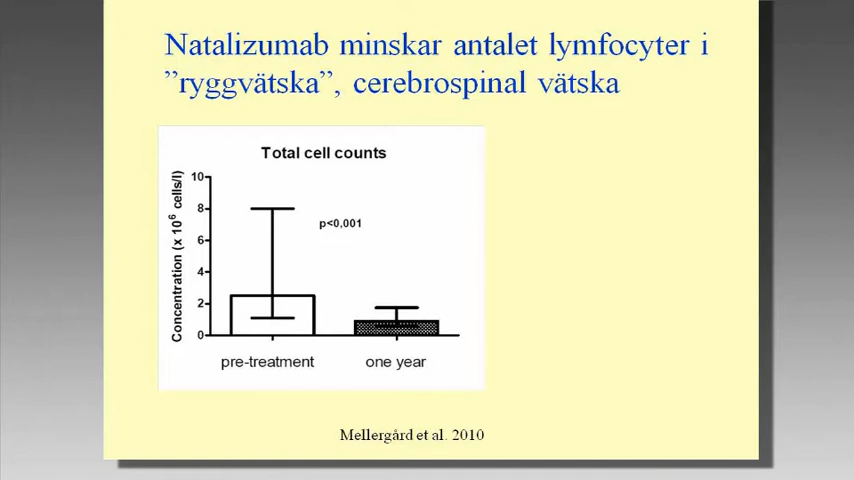 Natalizumab minskar antalet lymfocyter i
”ryggvätska”, cerebrospinal vätska
Total cell counts
Concentration (x 10⁶ cells/l)
10
8
6
4
2
0
p<0,001
pre-treatment
one year
Mellergård et al. 2010